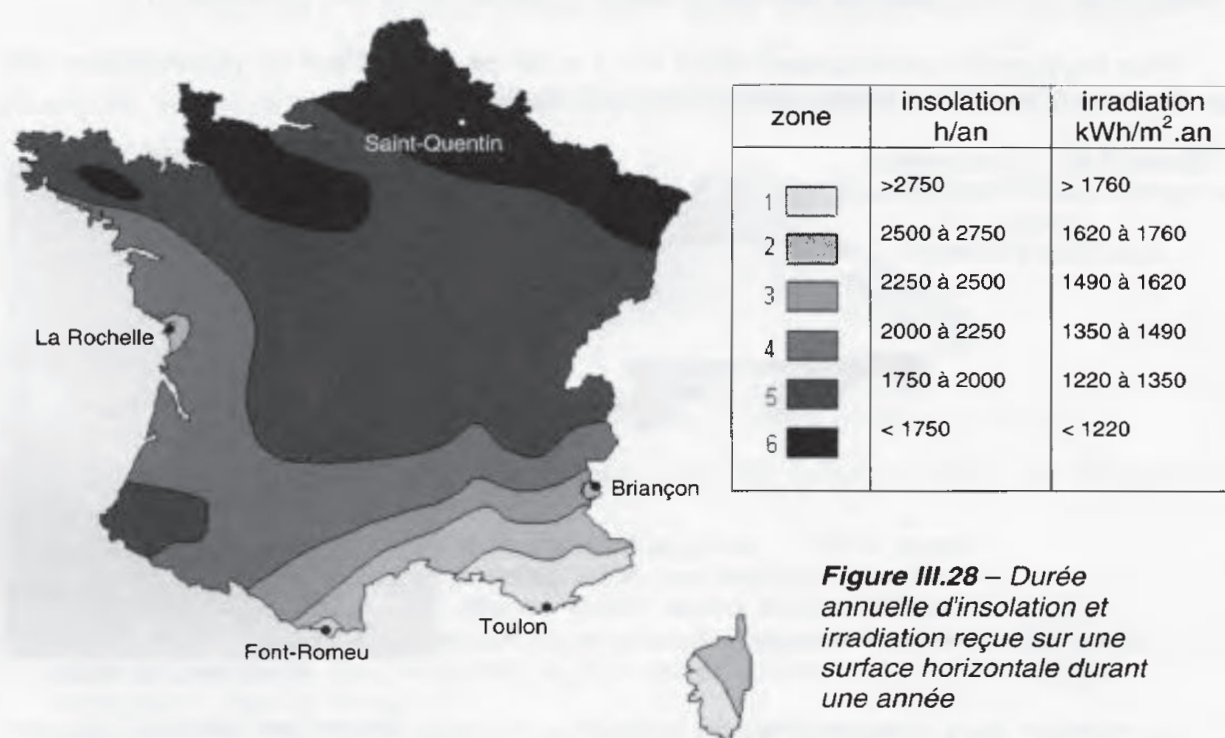 Saint-Quentin
La Rochelle
Briançon
Toulon
Font-Romeu
zone
insolation
h/an
irradiation
kWh/m².an
1 >2750 > 1760
2 2500 à 2750 1620 à 1760
3 2250 à 2500 1490 à 1620
4 2000 à 2250 1350 à 1490
5 1750 à 2000 1220 à 1350
6 < 1750 < 1220
Figure III.28 – Durée
annuelle d'insolation et
irradiation reçue sur une
surface horizontale durant
une année